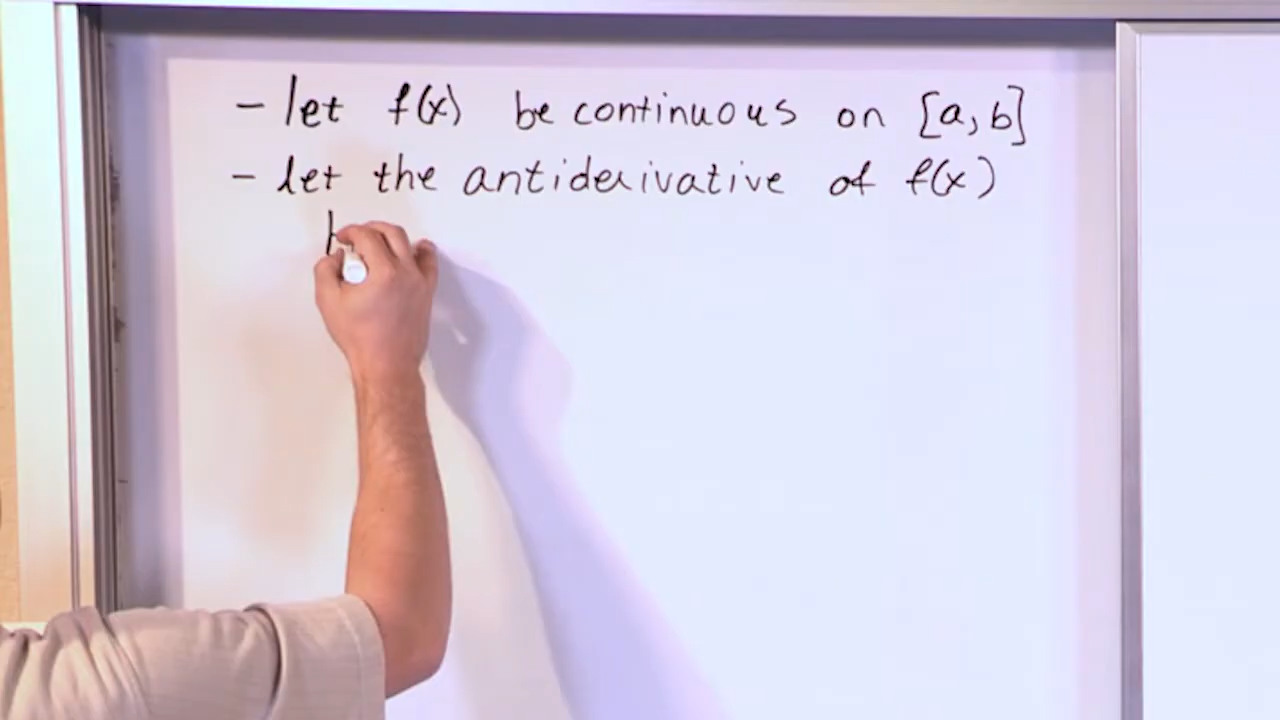 - let f(x) be continuous on [a, b]
- let the antiderivative of f(x)